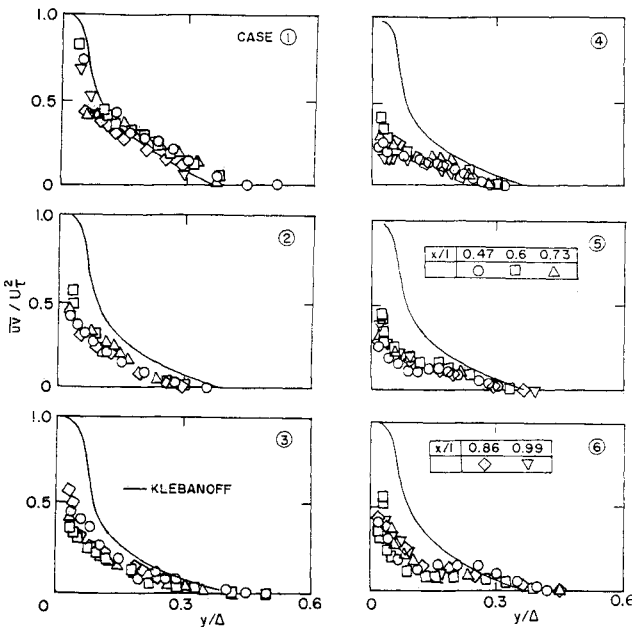 CASE ①
1.0
0.5
0
④
②
1.0
u̅v̅ / U²τ
0.5
0
⑤
x/l 0.47 0.6 0.73
○ □ △
③
1.0
0.5
0
— KLEBANOFF
0.3
0.6
y/Δ
⑥
x/l 0.86 0.99
◇ ▽
0
0.3
0.6
y/Δ